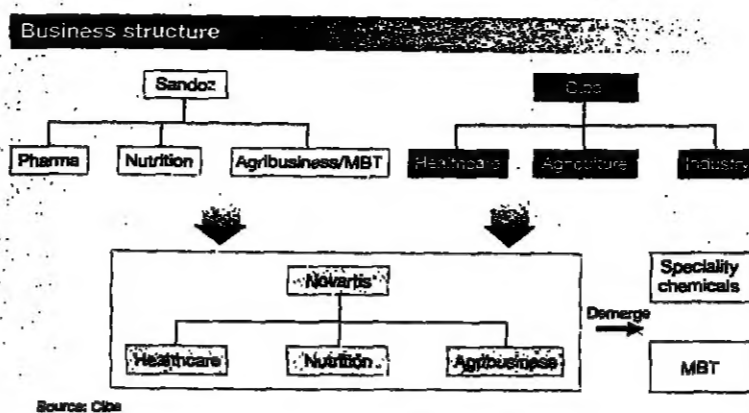 Business structure
Sandoz
Ciba
Pharma
Nutrition
Agribusiness/MBT
Healthcare
Agriculture
Industry
Novartis
Healthcare
Nutrition
Agribusiness
Demerge
Speciality
chemicals
MBT
Source: Ciba